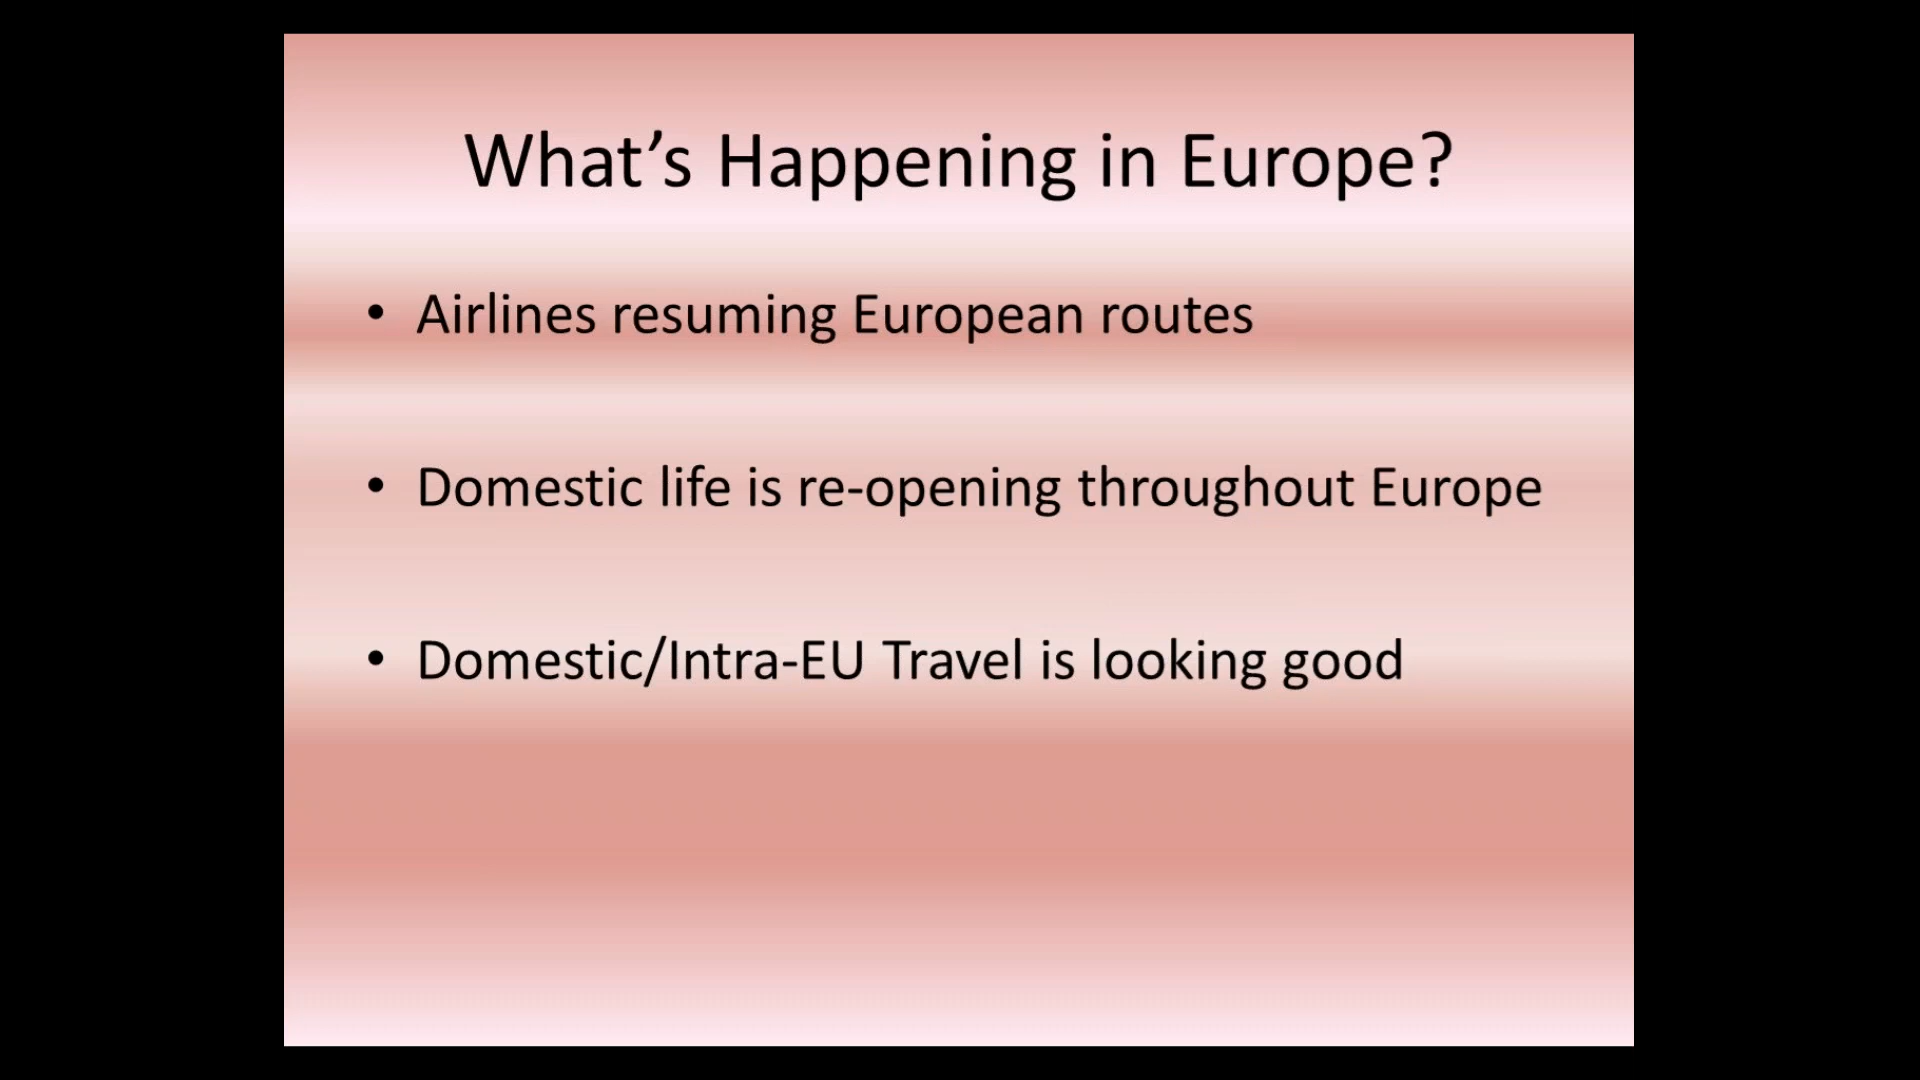 What’s Happening in Europe?
• Airlines resuming European routes
• Domestic life is re-opening throughout Europe
• Domestic/Intra-EU Travel is looking good